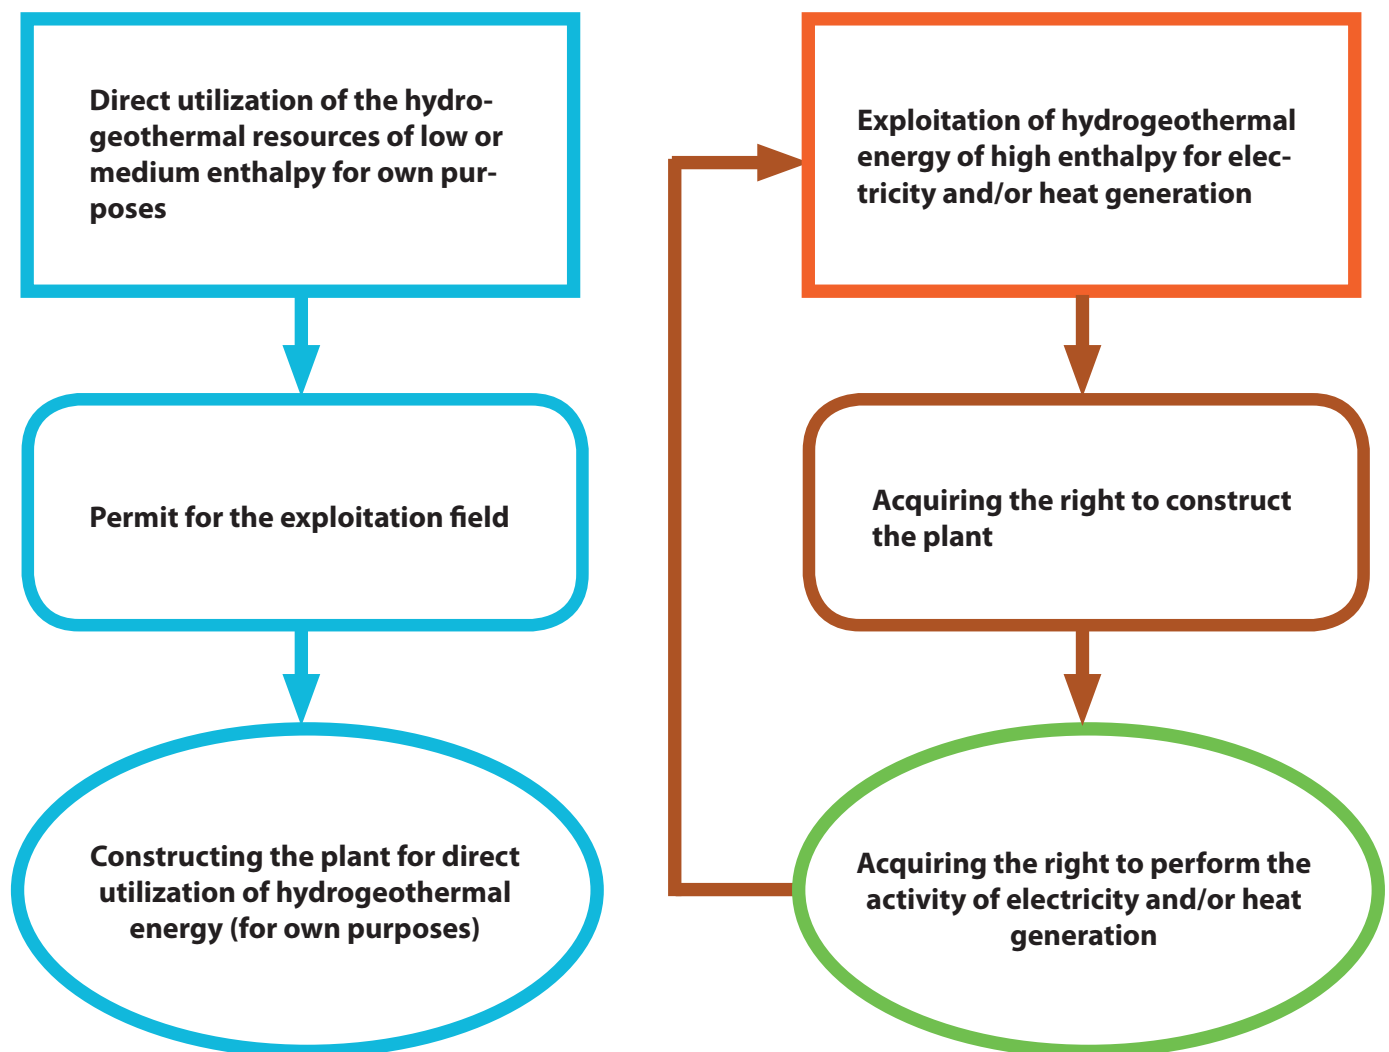 Direct utilization of the hydro-
geothermal resources of low or
medium enthalpy for own pur-
poses
Permit for the exploitation field
Constructing the plant for direct
utilization of hydrogeothermal
energy (for own purposes)
Exploitation of hydrogeothermal
energy of high enthalpy for elec-
tricity and/or heat generation
Acquiring the right to construct
the plant
Acquiring the right to perform the
activity of electricity and/or heat
generation